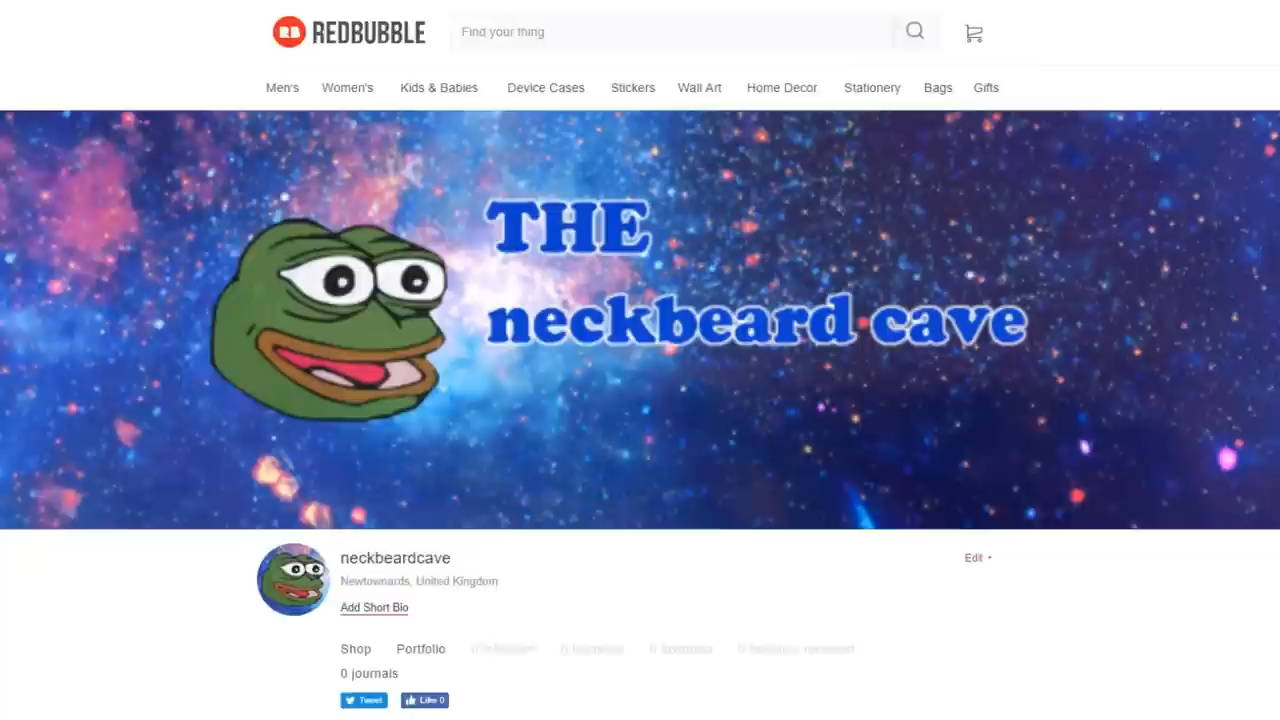 RB REDBUBBLE
Find your thing
Men's Women's Kids & Babies Device Cases Stickers Wall Art Home Decor Stationery Bags Gifts
THE
neckbeard cave
neckbeardcave
Edit
Newtownards, United Kingdom
Add Short Bio
Shop Portfolio
0 journals
Tweet Like 0